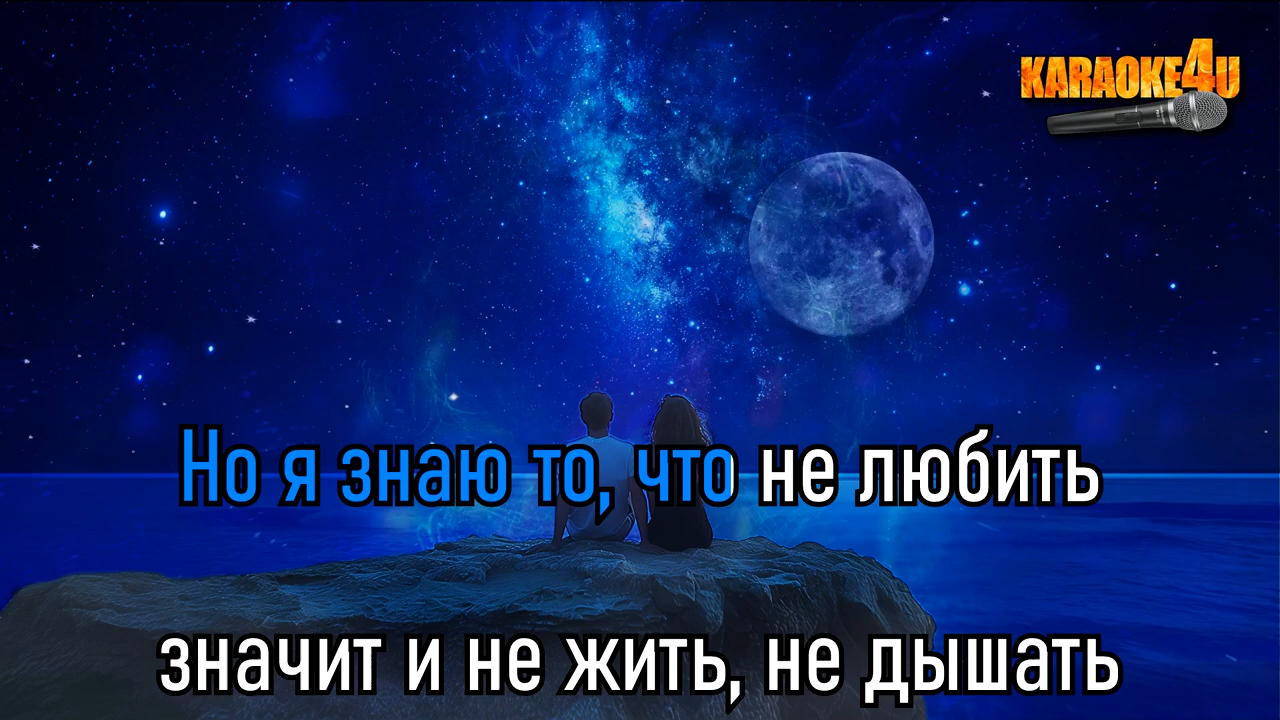 KARAOKE4U
Но я знаю то, что не любить
значит и не жить, не дышать